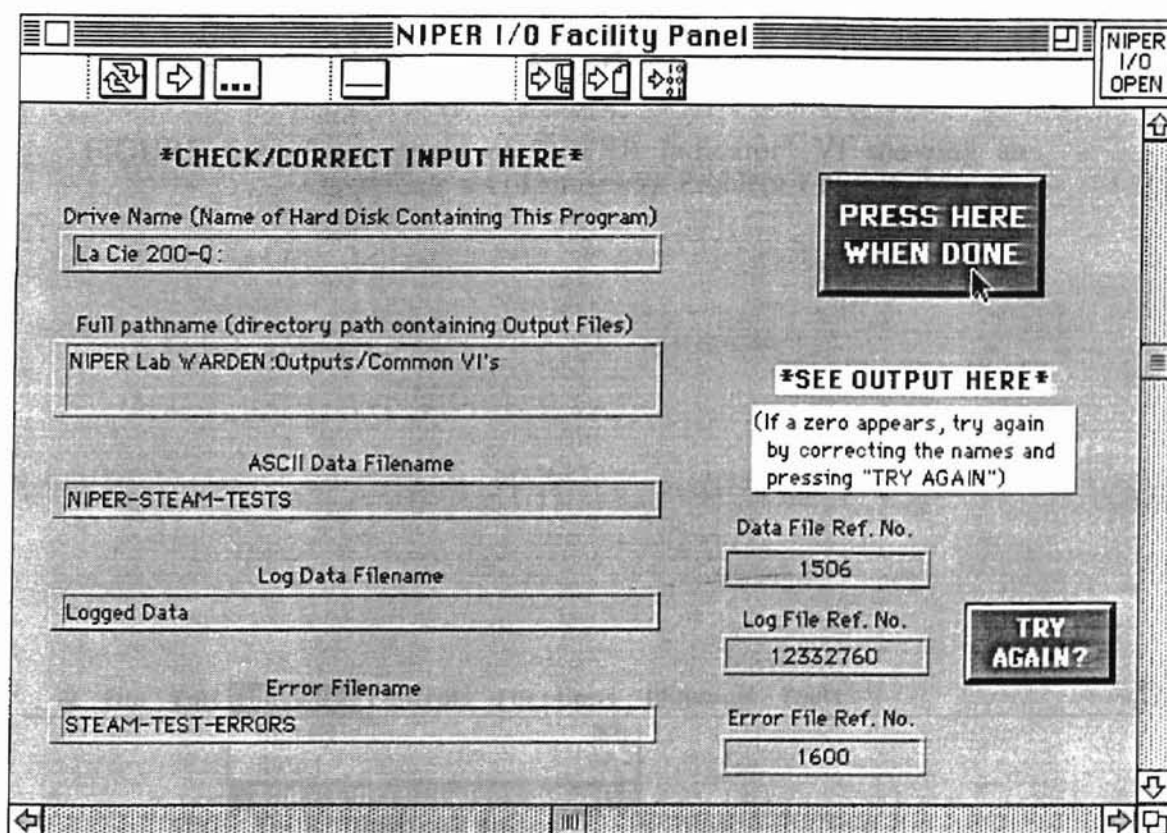 NIPER I/O Facility Panel
NIPER
I/O
OPEN
*CHECK/CORRECT INPUT HERE*
Drive Name (Name of Hard Disk Containing This Program)
La Cie 200-Q:
Full pathname (directory path containing Output Files)
NIPER Lab WARDEN:Outputs/Common VI's
ASCII Data Filename
NIPER-STEAM-TESTS
Log Data Filename
Logged Data
Error Filename
STEAM-TEST-ERRORS
PRESS HERE
WHEN DONE
*SEE OUTPUT HERE*
(If a zero appears, try again
by correcting the names and
pressing "TRY AGAIN")
Data File Ref. No.
1506
Log File Ref. No.
12332760
TRY
AGAIN?
Error File Ref. No.
1600